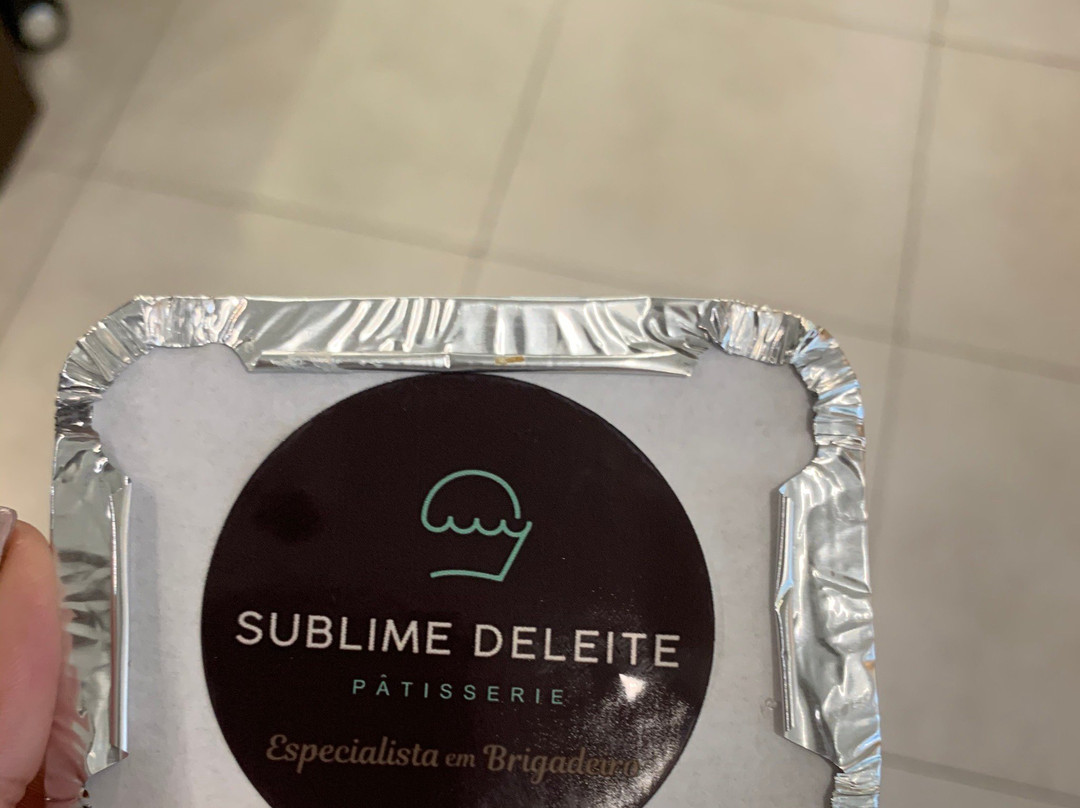 SUBLIME DELEITE
PÂTISSERIE
Especialista em Brigadeiro